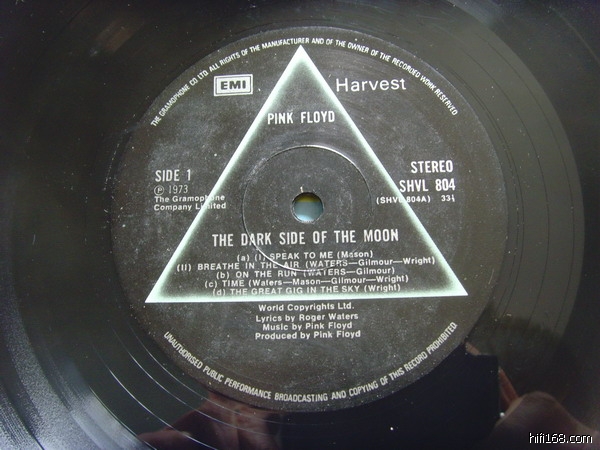 THE GRAMOPHONE CO LTD. ALL RIGHTS OF THE MANUFACTURER AND OF THE OWNER OF THE RECORDED WORK RESERVED
EMI
Harvest
PINK FLOYD
SIDE 1
STEREO
℗ 1973
SHVL 804
The Gramophone
(SHVL 804A) 33⅓
Company Limited
THE DARK SIDE OF THE MOON
(a) (I) SPEAK TO ME (Mason)
(II) BREATHE IN THE AIR (WATERS—Gilmour—Wright)
(b) ON THE RUN (WATERS—Gilmour)
(c) TIME (Waters—Mason—Gilmour—Wright)
(d) THE GREAT GIG IN THE SKY (Wright)
World Copyrights Ltd.
Lyrics by Roger Waters
Music by Pink Floyd
Produced by Pink Floyd
UNAUTHORISED PUBLIC PERFORMANCE BROADCASTING AND COPYING OF THIS RECORD PROHIBITED
hifi168.com